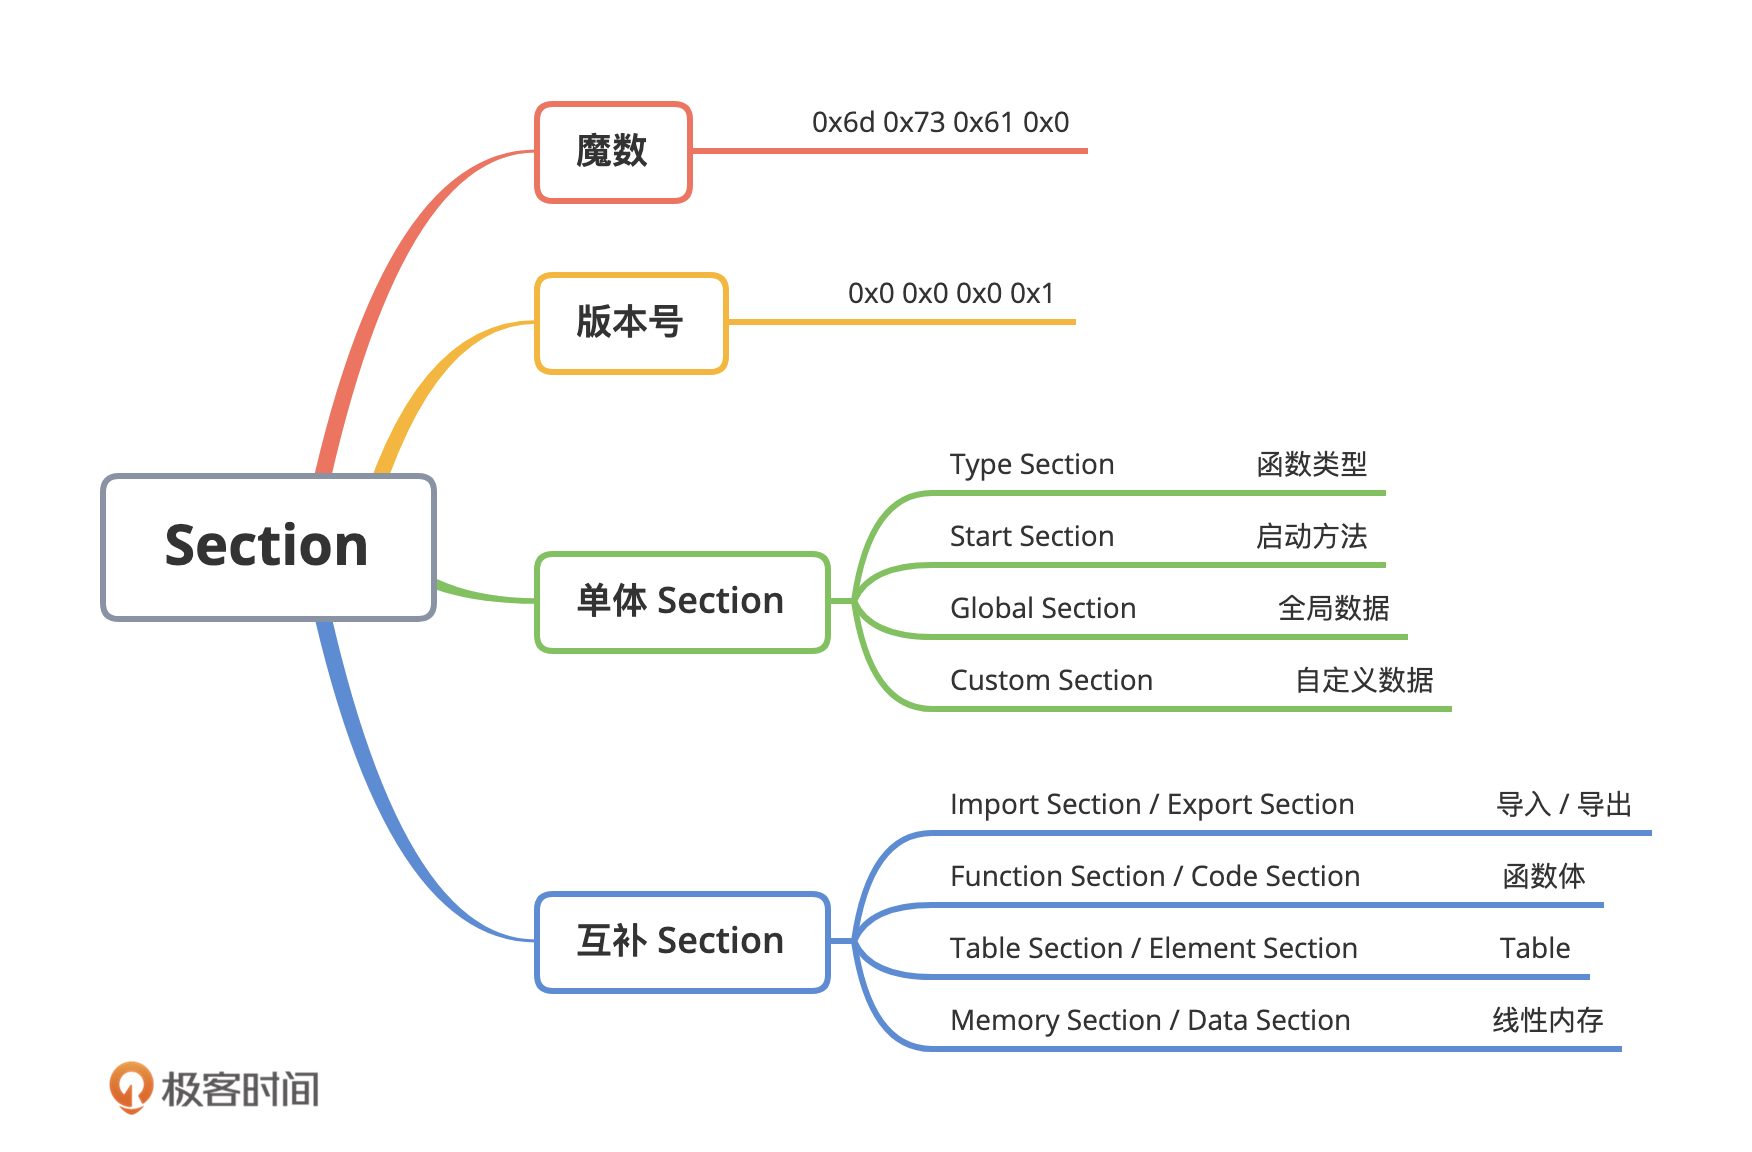 魔数
0x6d 0x73 0x61 0x0
版本号
0x0 0x0 0x0 0x1
Section
单体 Section
Type Section 函数类型
Start Section 启动方法
Global Section 全局数据
Custom Section 自定义数据
互补 Section
Import Section / Export Section 导入 / 导出
Function Section / Code Section 函数体
Table Section / Element Section Table
Memory Section / Data Section 线性内存
极客时间